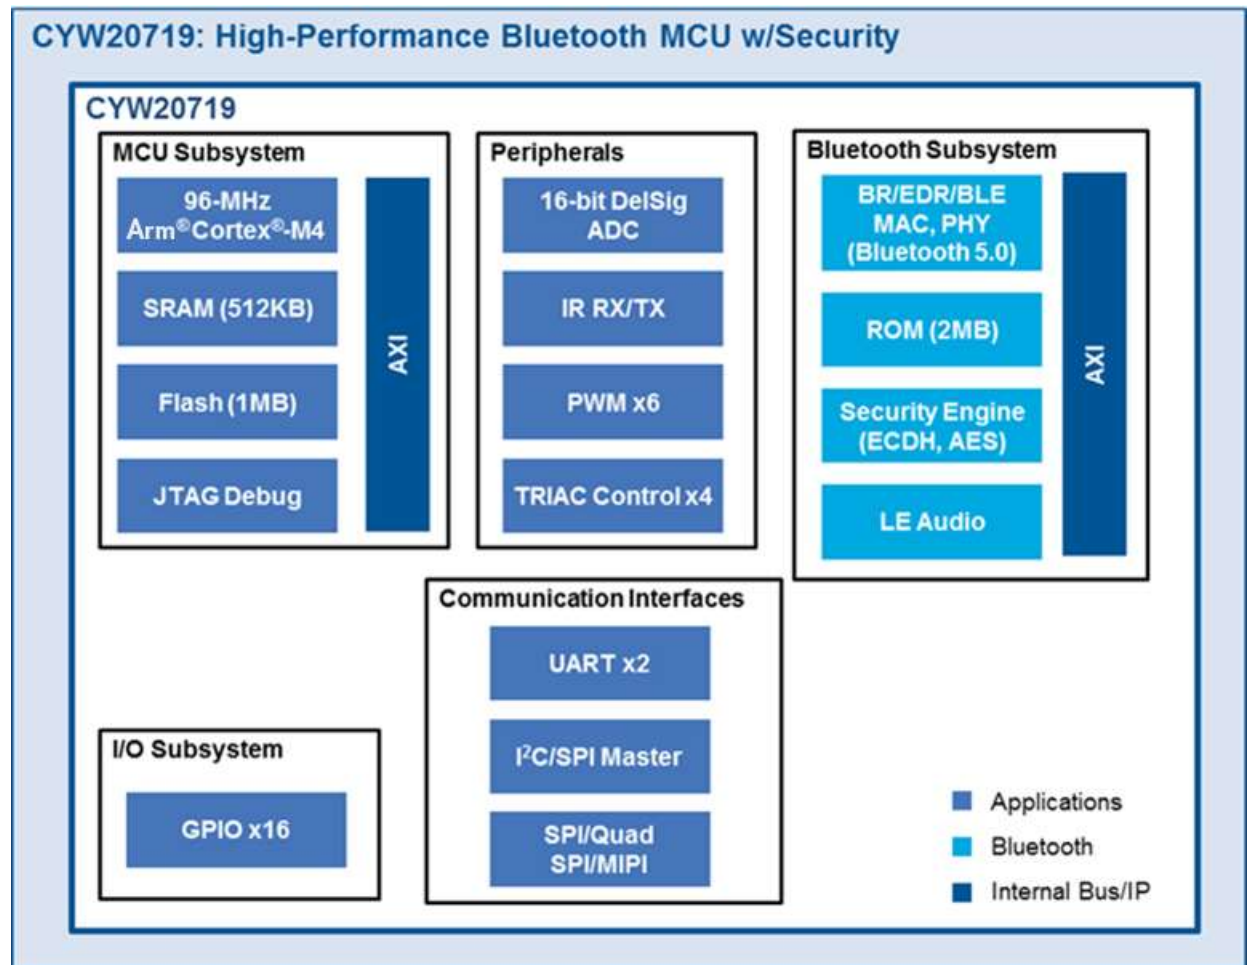 CYW20719: High-Performance Bluetooth MCU w/Security
CYW20719
MCU Subsystem
96-MHz
Arm®Cortex®-M4
SRAM (512KB)
Flash (1MB)
JTAG Debug
AXI
Peripherals
16-bit DelSig
ADC
IR RX/TX
PWM x6
TRIAC Control x4
Bluetooth Subsystem
BR/EDR/BLE
MAC, PHY
(Bluetooth 5.0)
ROM (2MB)
Security Engine
(ECDH, AES)
LE Audio
AXI
Communication Interfaces
UART x2
I²C/SPI Master
SPI/Quad
SPI/MIPI
I/O Subsystem
GPIO x16
Applications
Bluetooth
Internal Bus/IP